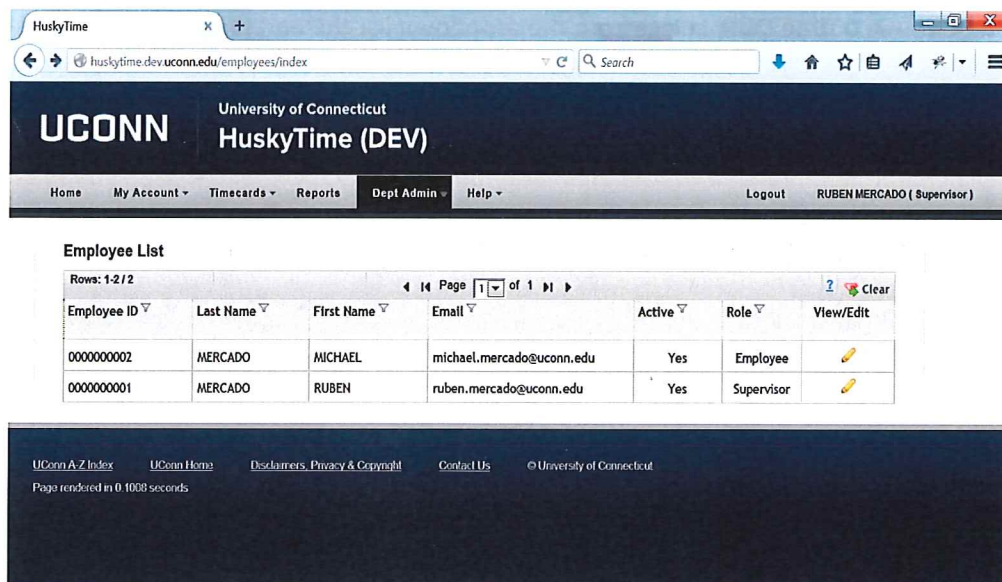 HuskyTime
huskytime.dev.uconn.edu/employees/index
Search
UCONN
University of Connecticut
HuskyTime (DEV)
Home My Account Timecards Reports Dept Admin Help Logout RUBEN MERCADO ( Supervisor )
Employee List
Rows: 1-2 / 2 Page 1 of 1 ? Clear
Employee ID Last Name First Name Email Active Role View/Edit
0000000002 MERCADO MICHAEL michael.mercado@uconn.edu Yes Employee
0000000001 MERCADO RUBEN ruben.mercado@uconn.edu Yes Supervisor
UConn A-Z Index UConn Home Disclaimers, Privacy & Copyright Contact Us © University of Connecticut
Page rendered in 0.1008 seconds